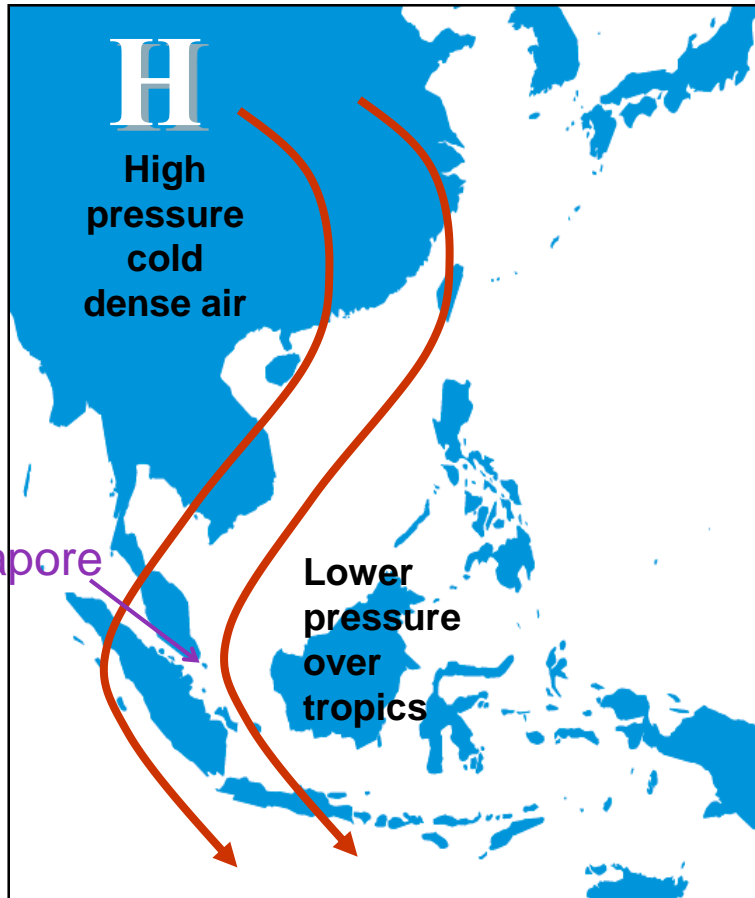 H
High
pressure
cold
dense air
apore
Lower
pressure
over
tropics